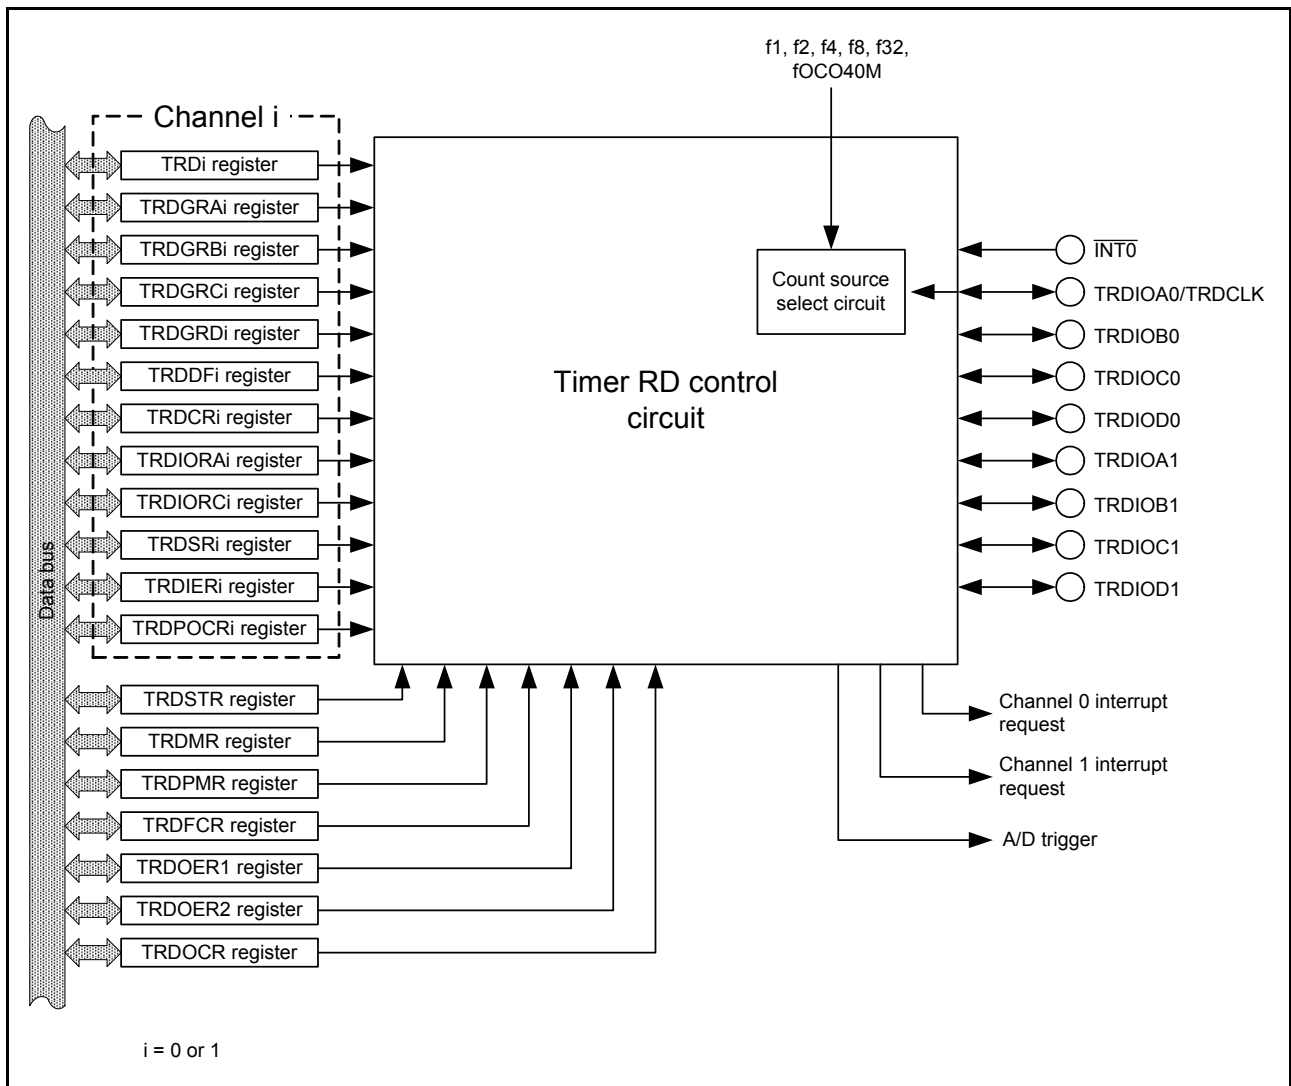 f1, f2, f4, f8, f32,
fOCO40M
Channel i
TRDi register
TRDGRAi register
TRDGRBi register
TRDGRCi register
TRDGRDi register
TRDDFi register
TRDCRi register
TRDIORAi register
TRDIORCi register
TRDSRi register
TRDIERi register
TRDPOCRi register
Data bus
TRDSTR register
TRDMR register
TRDPMR register
TRDFCR register
TRDOER1 register
TRDOER2 register
TRDOCR register
Count source
select circuit
Timer RD control
circuit
I̅N̅T̅0̅
TRDIOA0/TRDCLK
TRDIOB0
TRDIOC0
TRDIOD0
TRDIOA1
TRDIOB1
TRDIOC1
TRDIOD1
Channel 0 interrupt
request
Channel 1 interrupt
request
A/D trigger
i = 0 or 1